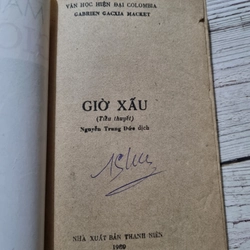 VĂN HỌC HIỆN ĐẠI COLOMBIA
GABRIEN GACXIA MACKET
GIỜ XẤU
(Tiểu thuyết)
Nguyễn Trung Đức dịch
NHÀ XUẤT BẢN THANH NIÊN
1989